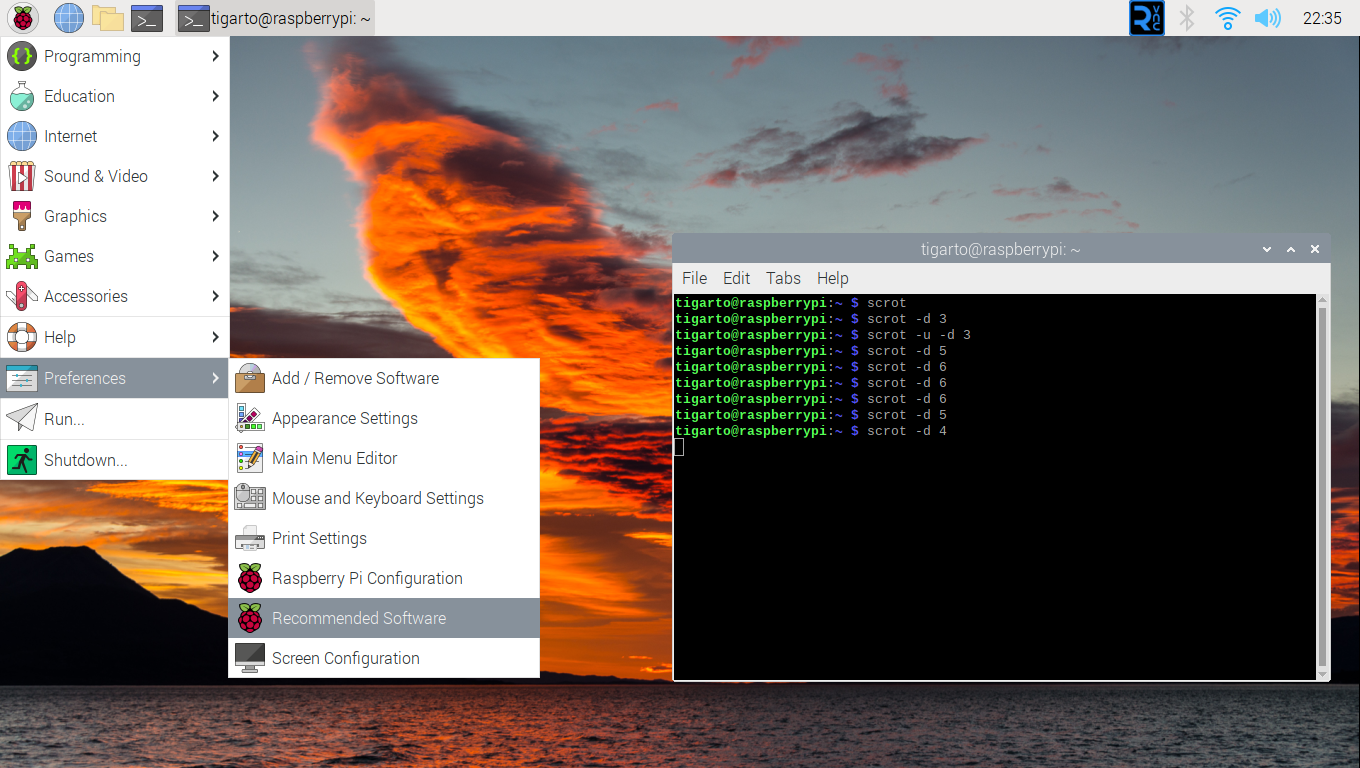 tigarto@raspberrypi: ~
VNC
22:35
Programming
Education
Internet
Sound & Video
Graphics
Games
Accessories
Help
Preferences
Run...
Shutdown...
Add / Remove Software
Appearance Settings
Main Menu Editor
Mouse and Keyboard Settings
Print Settings
Raspberry Pi Configuration
Recommended Software
Screen Configuration
tigarto@raspberrypi: ~
File Edit Tabs Help
tigarto@raspberrypi:~ $ scrot
tigarto@raspberrypi:~ $ scrot -d 3
tigarto@raspberrypi:~ $ scrot -u -d 3
tigarto@raspberrypi:~ $ scrot -d 5
tigarto@raspberrypi:~ $ scrot -d 6
tigarto@raspberrypi:~ $ scrot -d 6
tigarto@raspberrypi:~ $ scrot -d 6
tigarto@raspberrypi:~ $ scrot -d 5
tigarto@raspberrypi:~ $ scrot -d 4